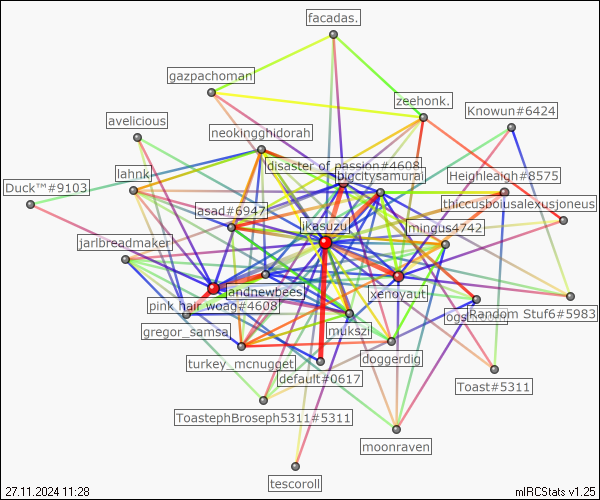 facadas.
gazpachoman
zeehonk.
Knowun#6424
avelicious
neokingghidorah
disaster of passion#4608
lahnk
bigcitysamurai
Heighleaigh#8575
Duck™#9103
thiccusboiusalexusjoneus
asad#6947
ikasuzu
mingus4742
jarlbreadmaker
andnewbees
xenoyaut
pink hair woag#4608
Random Stuf6#5983
gregor_samsa
mukszi
turkey_mcnugget
doggerdig
default#0617
Toast#5311
ToastephBroseph5311#5311
moonraven
tescoroll
27.11.2024 11:28
mIRCStats v1.25